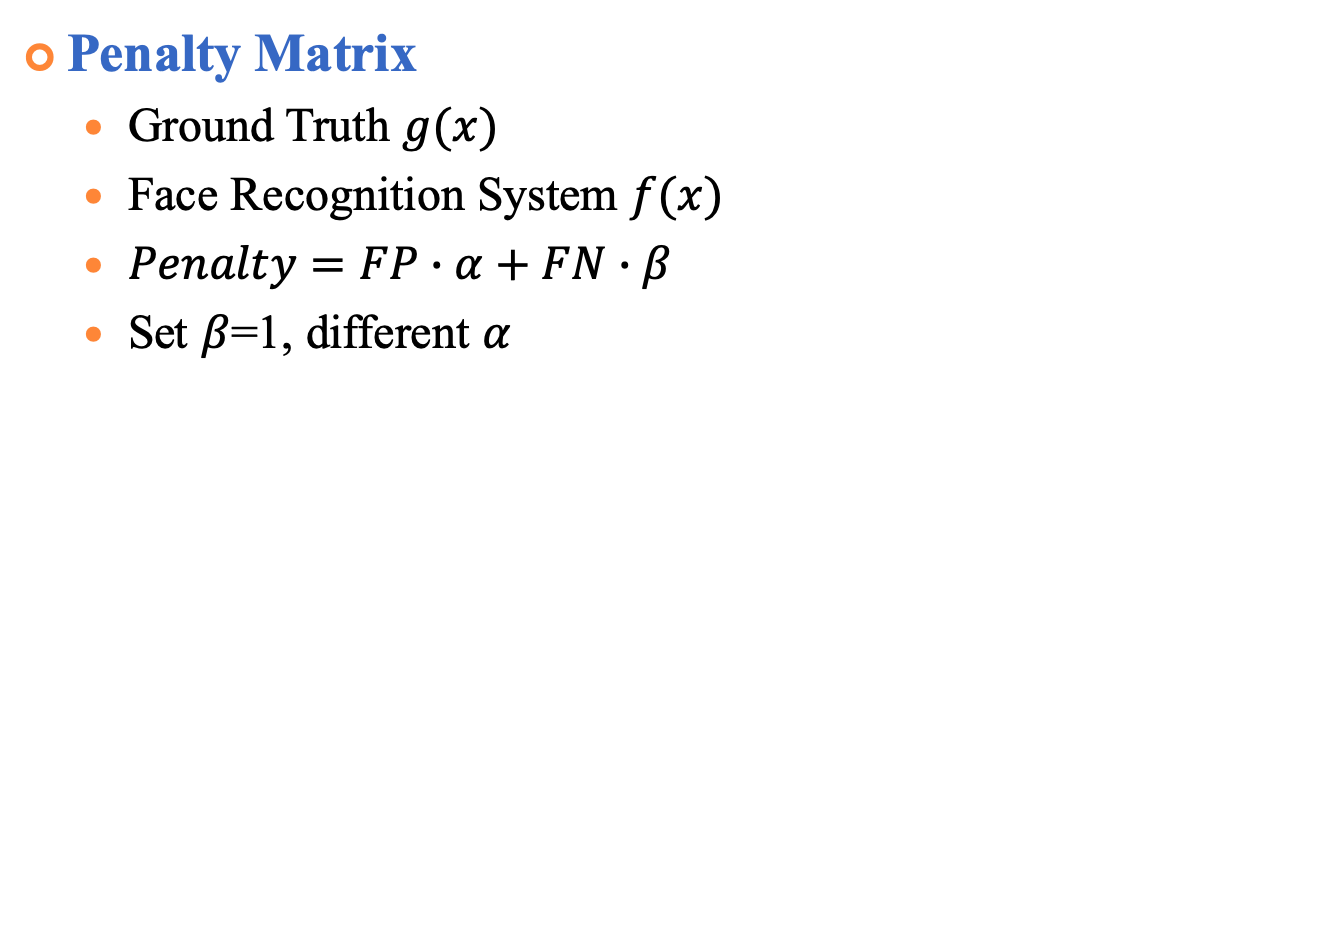 Penalty Matrix
Ground Truth 𝑔(𝑥)
Face Recognition System 𝑓(𝑥)
𝑃𝑒𝑛𝑎𝑙𝑡𝑦 = 𝐹𝑃 · 𝛼 + 𝐹𝑁 · 𝛽
Set 𝛽=1, different 𝛼